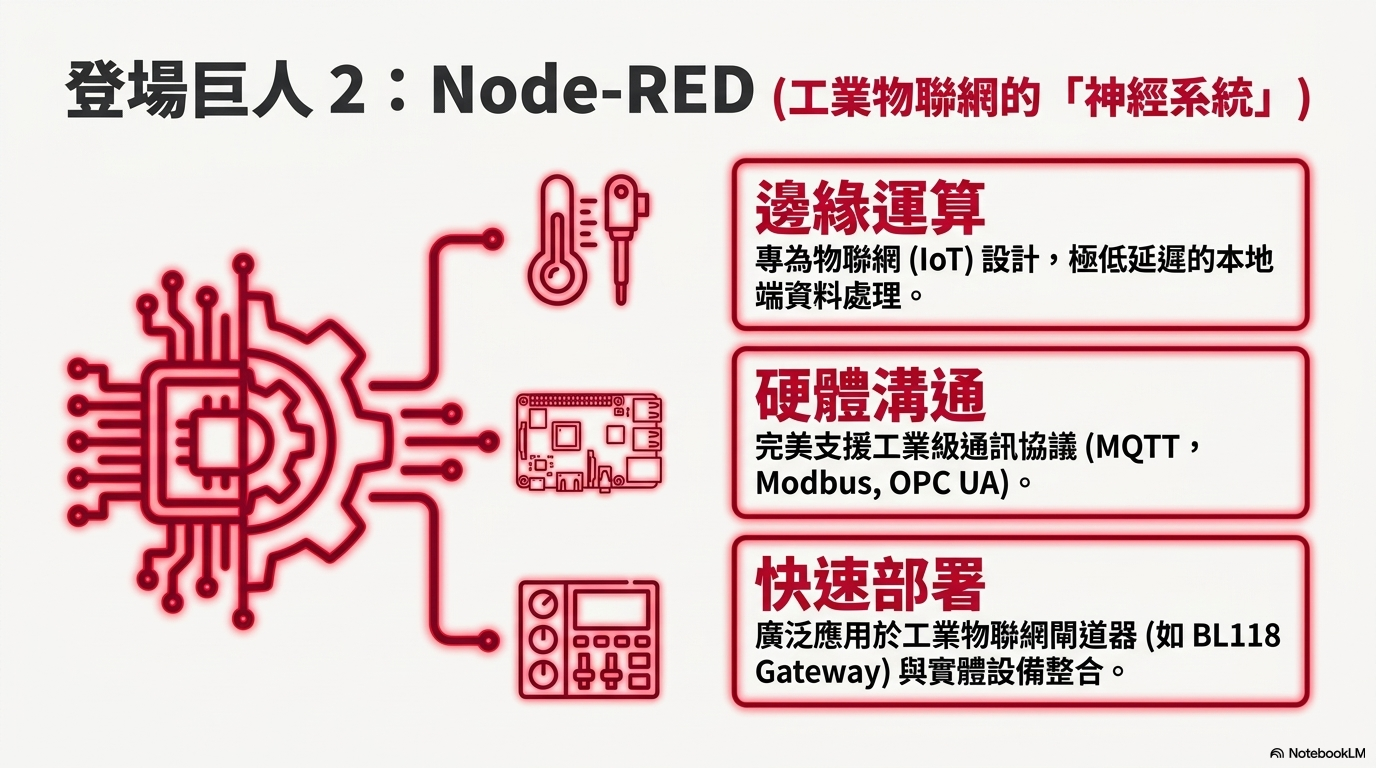 登場巨人 2：Node-RED (工業物聯網的「神經系統」)
邊緣運算
專為物聯網 (IoT) 設計，極低延遲的本地
端資料處理。
硬體溝通
完美支援工業級通訊協議 (MQTT，
Modbus, OPC UA)。
快速部署
廣泛應用於工業物聯網閘道器 (如 BL118
Gateway) 與實體設備整合。
NotebookLM